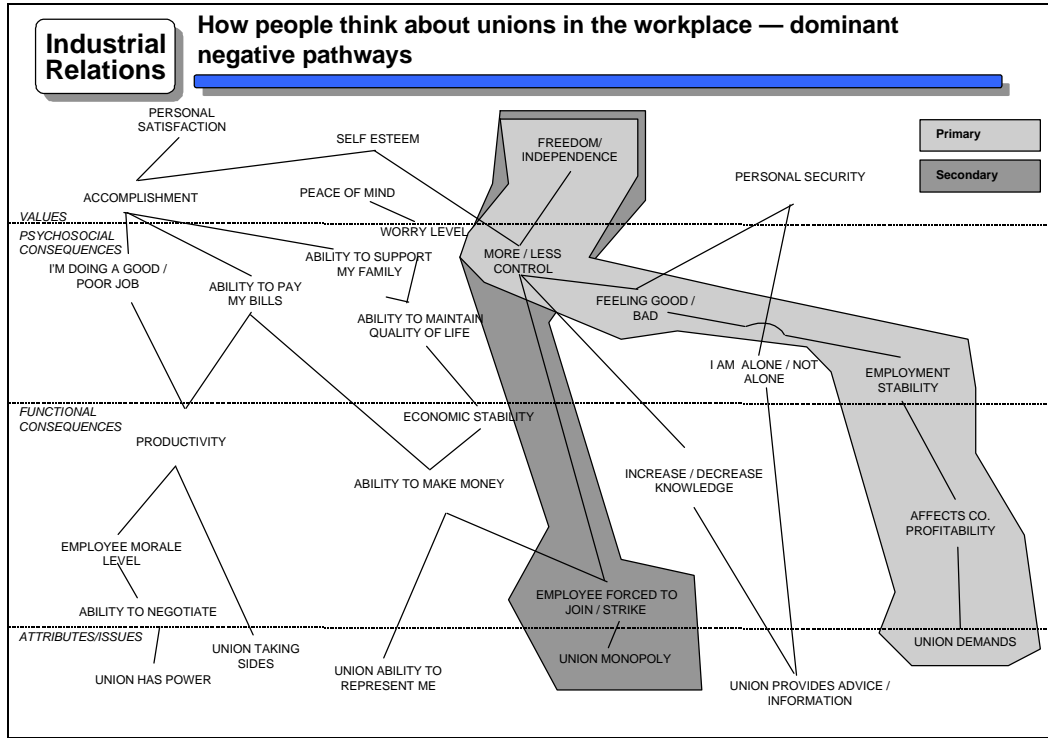 Industrial
Relations
How people think about unions in the workplace — dominant
negative pathways
Primary
Secondary
PERSONAL
SATISFACTION
SELF ESTEEM
FREEDOM/
INDEPENDENCE
PERSONAL SECURITY
ACCOMPLISHMENT
PEACE OF MIND
VALUES
PSYCHOSOCIAL
CONSEQUENCES
WORRY LEVEL
I'M DOING A GOOD /
POOR JOB
ABILITY TO SUPPORT
MY FAMILY
MORE / LESS
CONTROL
ABILITY TO PAY
MY BILLS
FEELING GOOD /
BAD
ABILITY TO MAINTAIN
QUALITY OF LIFE
I AM  ALONE / NOT
ALONE
EMPLOYMENT
STABILITY
FUNCTIONAL
CONSEQUENCES
ECONOMIC STABILITY
PRODUCTIVITY
ABILITY TO MAKE MONEY
INCREASE / DECREASE
KNOWLEDGE
AFFECTS CO.
PROFITABILITY
EMPLOYEE MORALE
LEVEL
EMPLOYEE FORCED TO
JOIN / STRIKE
ABILITY TO NEGOTIATE
ATTRIBUTES/ISSUES
UNION TAKING
SIDES
UNION DEMANDS
UNION HAS POWER
UNION ABILITY TO
REPRESENT ME
UNION MONOPOLY
UNION PROVIDES ADVICE /
INFORMATION